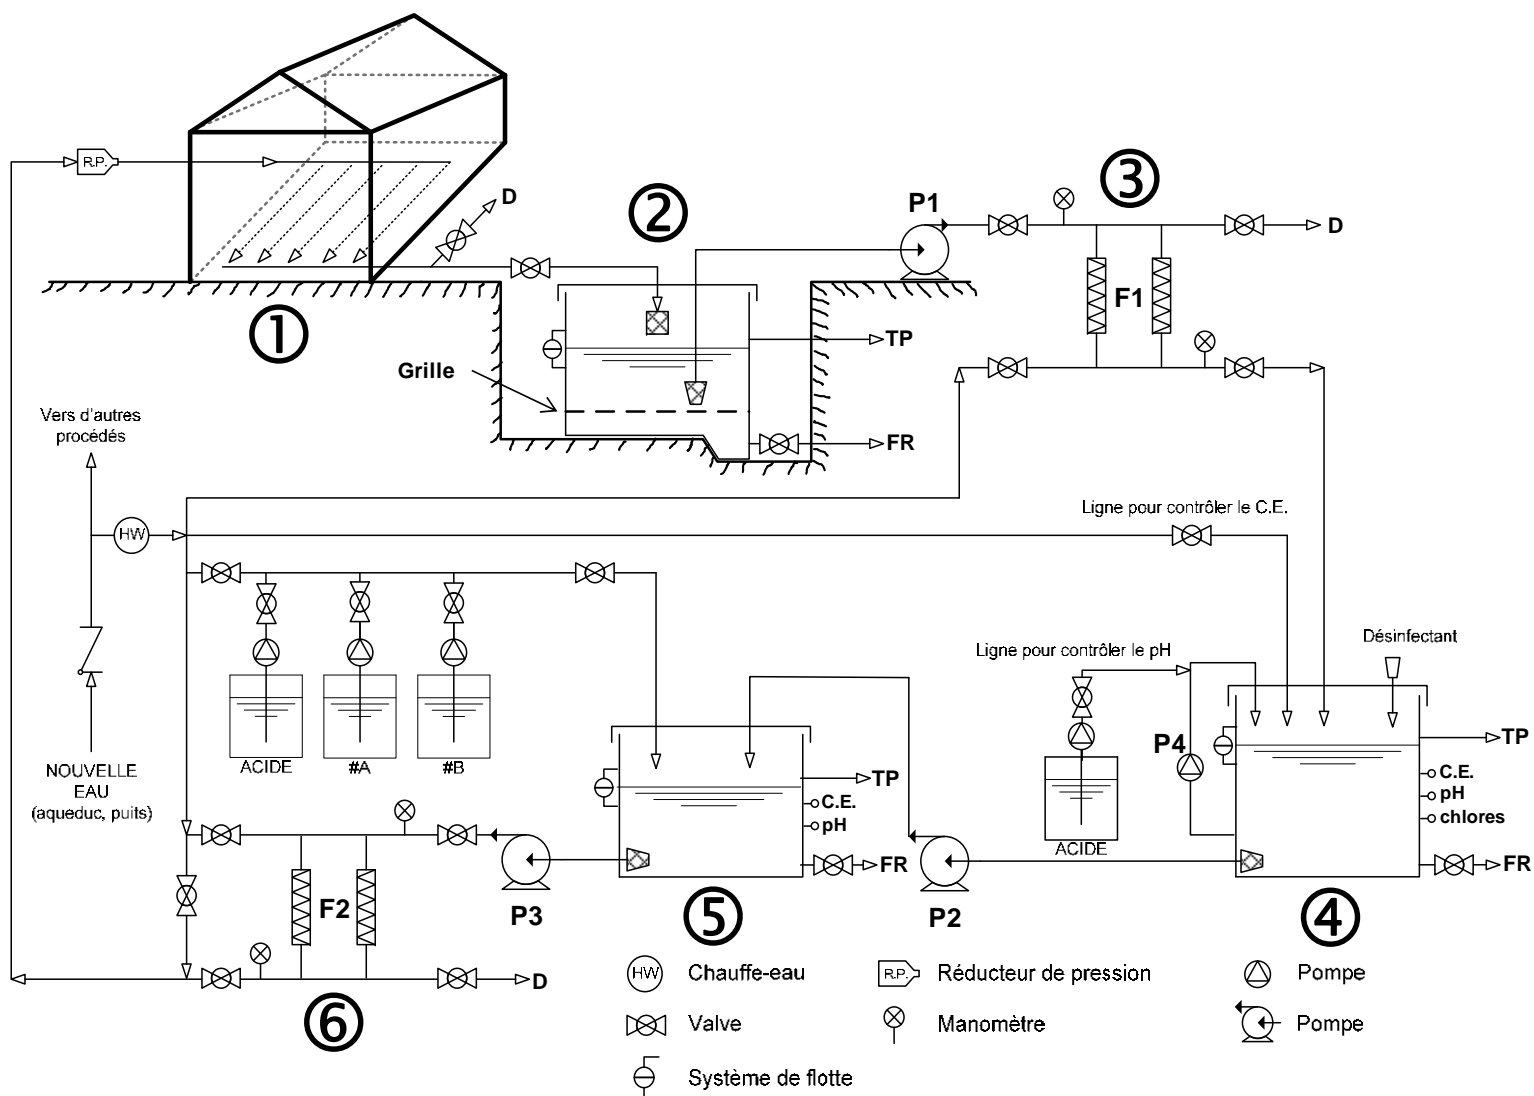 R.P.
D
①
②
P1
③
D
F1
TP
Grille
FR
Vers d'autres
procédés
HW
Ligne pour contrôler le C.E.
Ligne pour contrôler le pH
Désinfectant
ACIDE
#A
#B
NOUVELLE
EAU
(aqueduc, puits)
TP
C.E.
pH
FR
P4
ACIDE
TP
C.E.
pH
chlores
FR
F2
P3
⑤
P2
④
D
⑥
HW Chauffe-eau
R.P. Réducteur de pression
Pompe
Valve
Manomètre
Pompe
Système de flotte